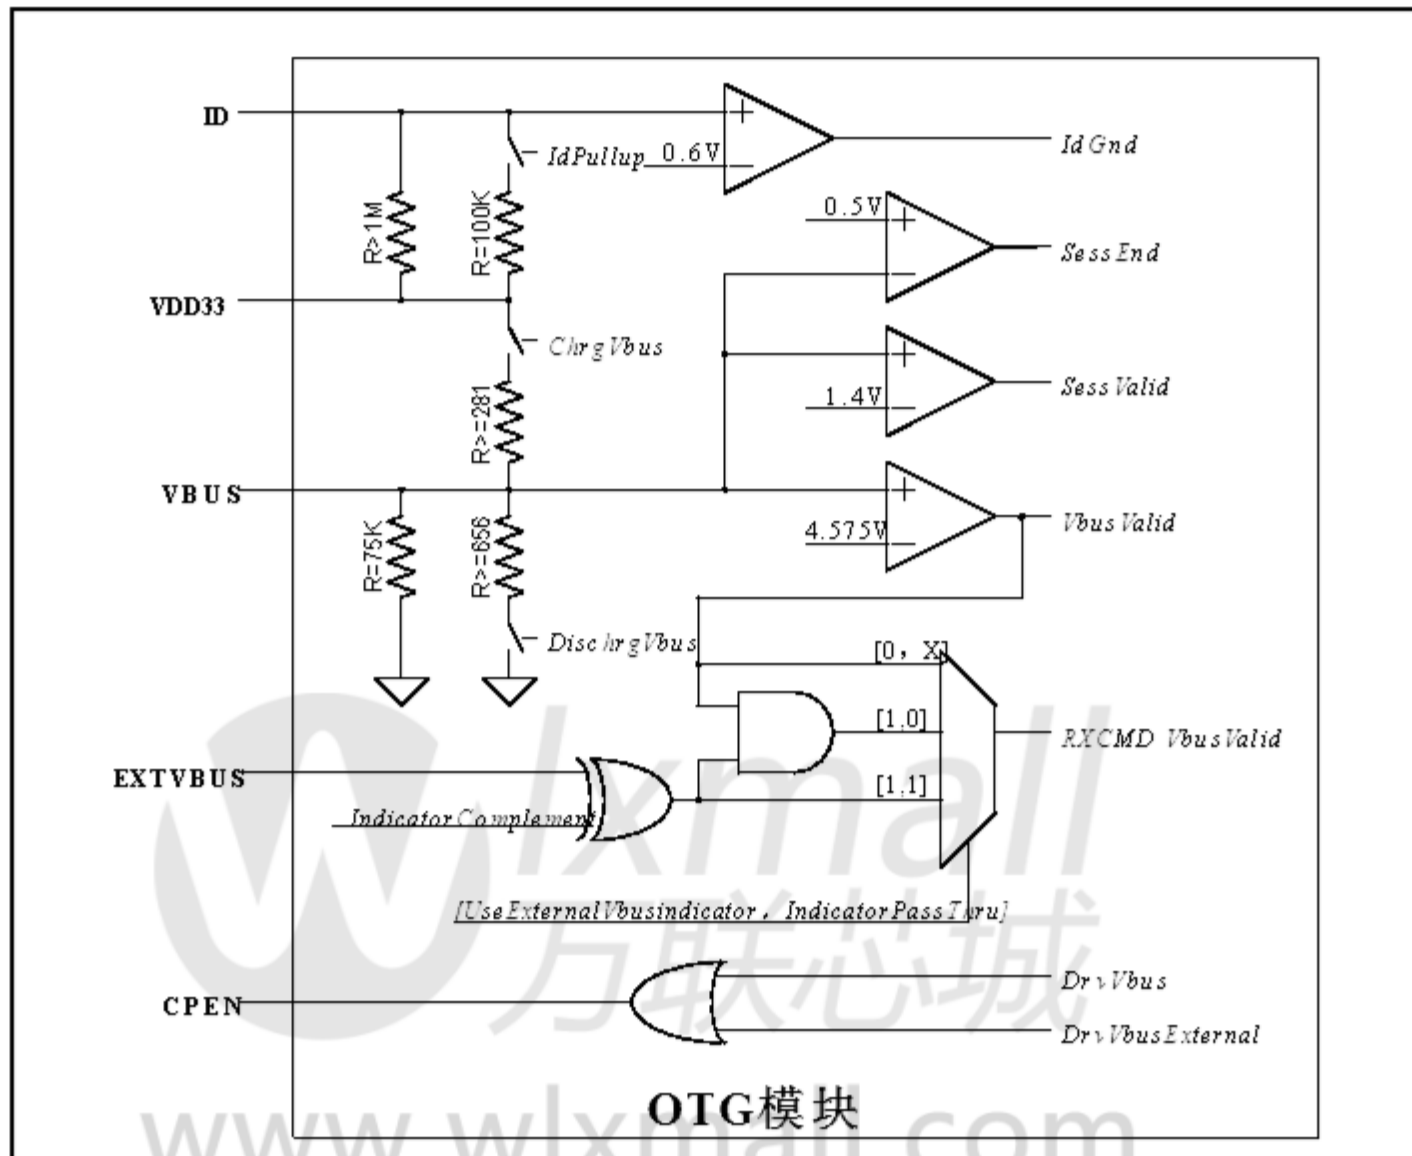 ID
IdPullup
0.6V
IdGnd
R>1M
R=100K
0.5V
SessEnd
VDD33
ChrgVbus
R>=281
1.4V
SessValid
VBUS
R=75K
R>=656
4.575V
VbusValid
DischrgVbus
[0, X]
[1,0]
RXCMD VbusValid
EXTVBUS
[1,1]
IndicatorComplement
[UseExternalVbusindicator, IndicatorPassThru]
CPEN
DrvVbus
DrvVbusExternal
OTG模块
wlxmall
万联芯城
www.wlxmall.com